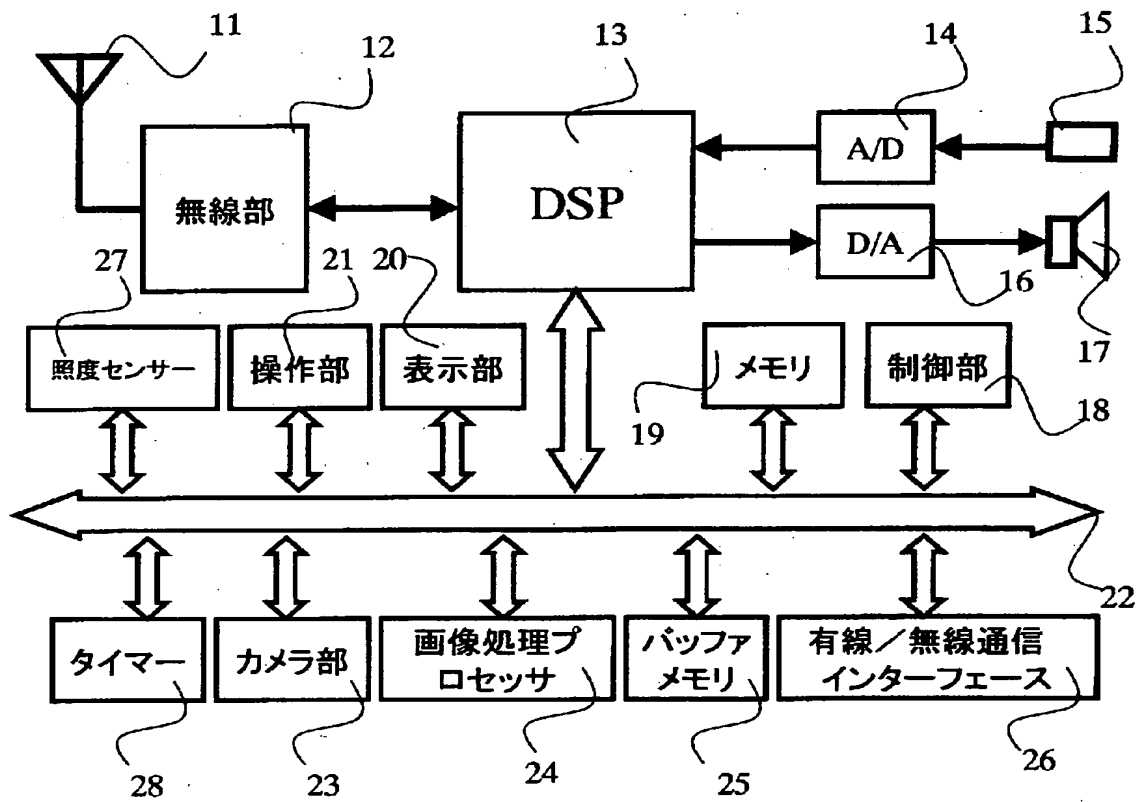 11
12
13
14
15
無線部
DSP
A/D
D/A
16
17
27
21
20
照度センサー
操作部
表示部
メモリ
制御部
19
18
22
タイマー
カメラ部
画像処理プ
ロセッサ
バッファ
メモリ
有線／無線通信
インターフェース
28
23
24
25
26